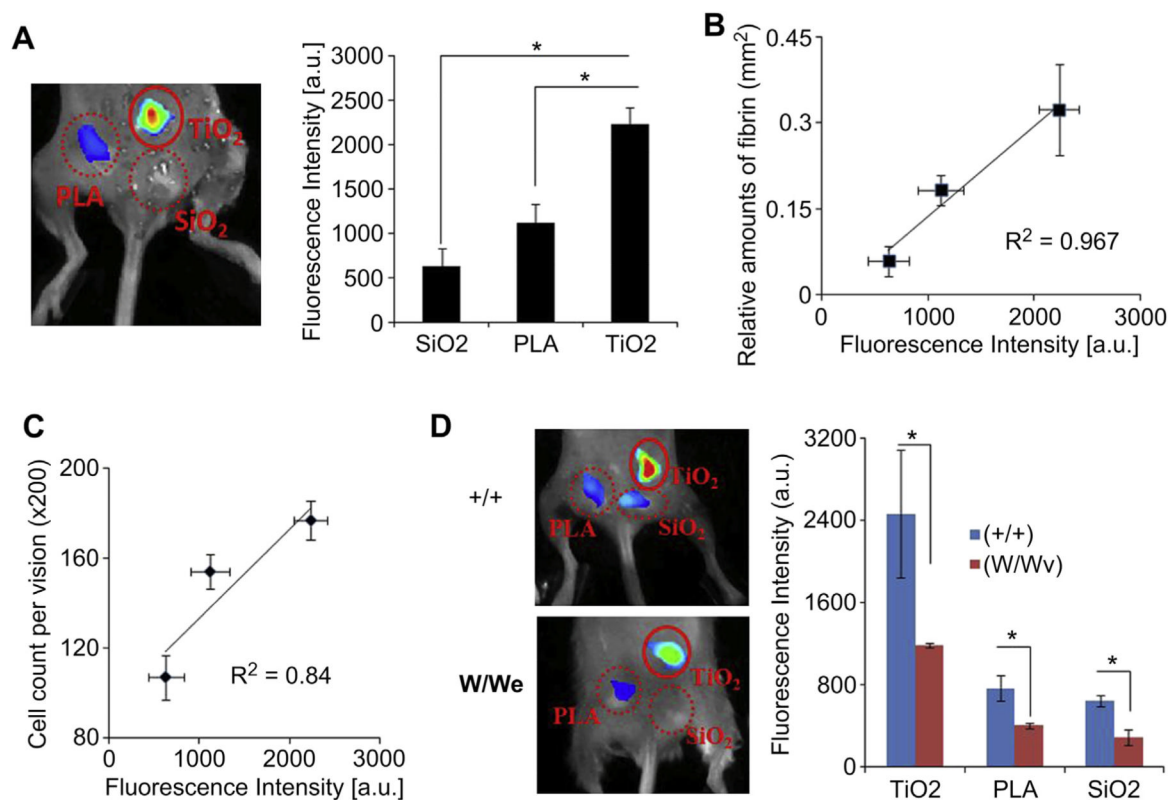 A
TiO2
PLA
SiO2
Fluorescence Intensity [a.u.]
3000
2500
2000
1500
1000
500
0
*
*
SiO2
PLA
TiO2
B
Relative amounts of fibrin (mm²)
0.45
0.3
0.15
0
R² = 0.967
0
1000
2000
3000
Fluorescence Intensity [a.u.]
C
Cell count per vision (x200)
200
160
120
80
R² = 0.84
0
1000
2000
3000
Fluorescence Intensity [a.u.]
D
+/+
TiO2
PLA
SiO2
W/We
TiO2
PLA
SiO2
Fluorescence Intensity (a.u.)
3200
2400
1600
800
0
*
*
*
(+/+)
(W/Wv)
TiO2
PLA
SiO2